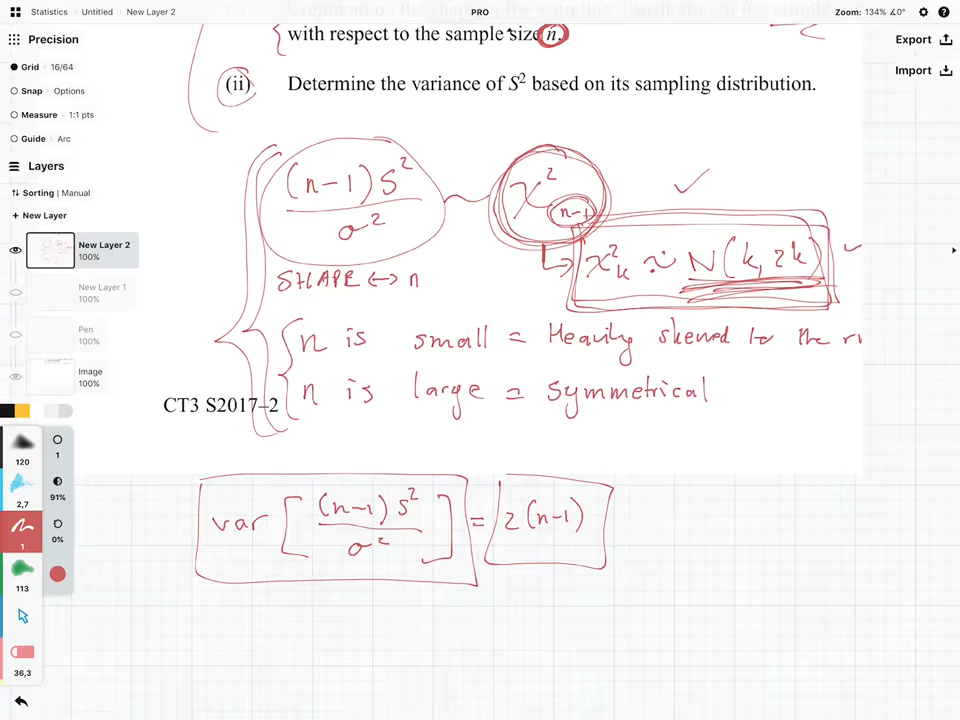 Statistics | Untitled | New Layer 2
PRO
Zoom: 134% ∡0°
Precision
Grid | 16/64
Snap | Options
Measure | 1:1 pts
Guide | Arc
Layers
Sorting | Manual
New Layer
New Layer 2
100%
New Layer 1
100%
Pen
100%
Image
100%
120
2,7
1
113
36,3
1
91%
0%
Export
Import
with respect to the sample size n.
(ii) Determine the variance of S² based on its sampling distribution.
(n-1) S² / σ² ~ χ² n-1
χ²k ≈ N(k, 2k)
SHAPE ↔ n
n is small = Heavily skewed to the
n is large = symmetrical
CT3 S2017–2
var [ (n-1) S² / σ² ] = 2(n-1)